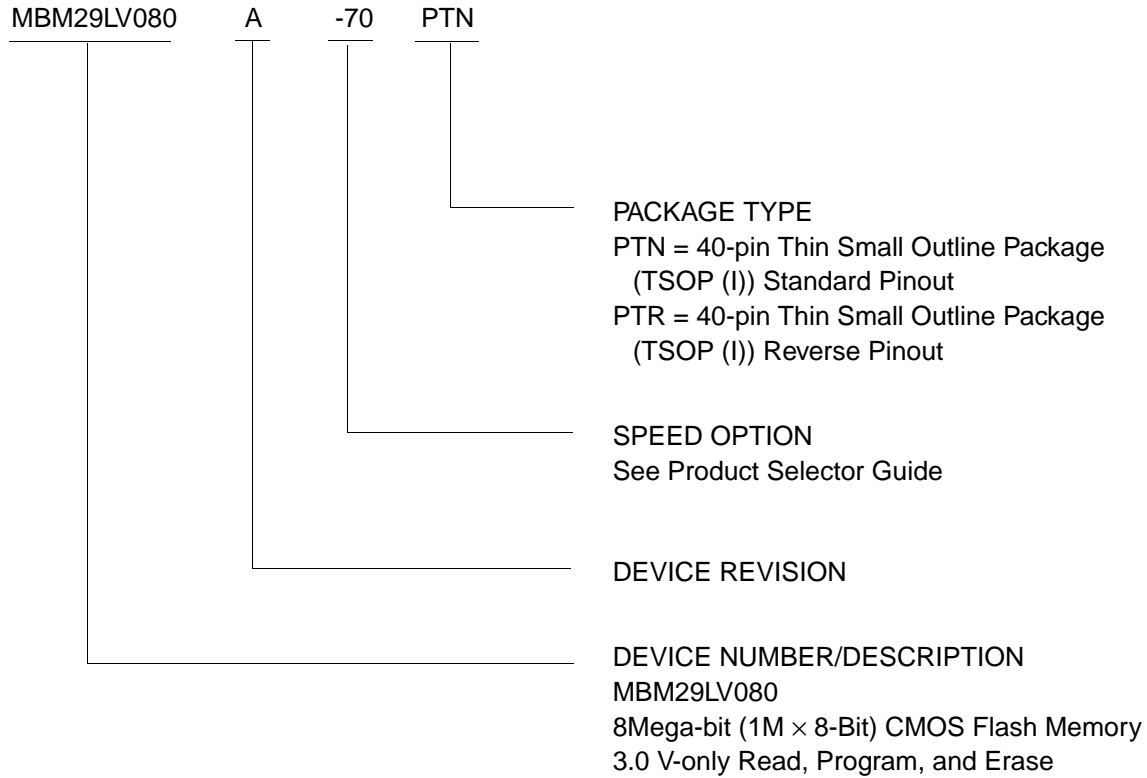 MBM29LV080 A -70 PTN
PACKAGE TYPE
PTN = 40-pin Thin Small Outline Package
(TSOP (I)) Standard Pinout
PTR = 40-pin Thin Small Outline Package
(TSOP (I)) Reverse Pinout
SPEED OPTION
See Product Selector Guide
DEVICE REVISION
DEVICE NUMBER/DESCRIPTION
MBM29LV080
8Mega-bit (1M × 8-Bit) CMOS Flash Memory
3.0 V-only Read, Program, and Erase